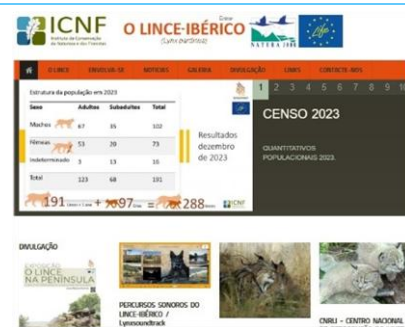 ICNF
Instituto da Conservação
da Natureza e das Florestas
O LINCE-IBÉRICO
(Lynx pardinus)
NATURA 2000
Life
O LINCE ENVOLVA-SE NOTÍCIAS GALERIA DIVULGAÇÃO LINKS CONTACTE-NOS
Estrutura da população em 2023
Sexo Adultos Subadultos Total
Machos 67 35 102
Fêmeas 53 20 73
Indeterminado 3 13 16
Total 123 68 191
191 + 97 = 288
ICNF
Resultados
dezembro
de 2023
1 2 3 4 5 6 7 8 9 10
CENSO 2023
QUANTITATIVOS
POPULACIONAIS 2023.
DIVULGAÇÃO
EXPOSIÇÃO
O LINCE
NA PENÍNSULA
PERCURSOS SONOROS DO
LINCE-IBÉRICO /
Lynxsoundtrack
CNRLI - CENTRO NACIONAL